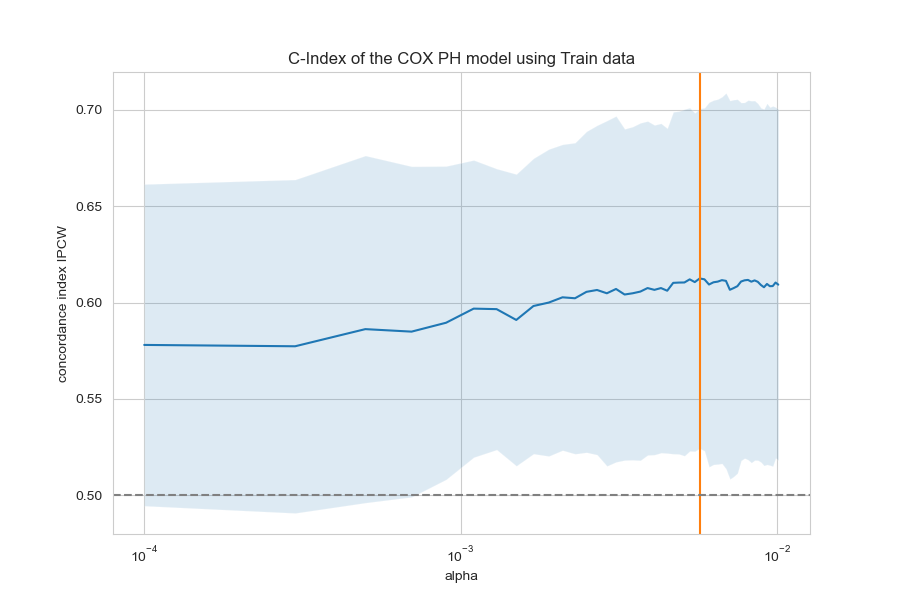 C-Index of the COX PH model using Train data
concordance index IPCW
0.70
0.65
0.60
0.55
0.50
10⁻⁴
10⁻³
10⁻²
alpha